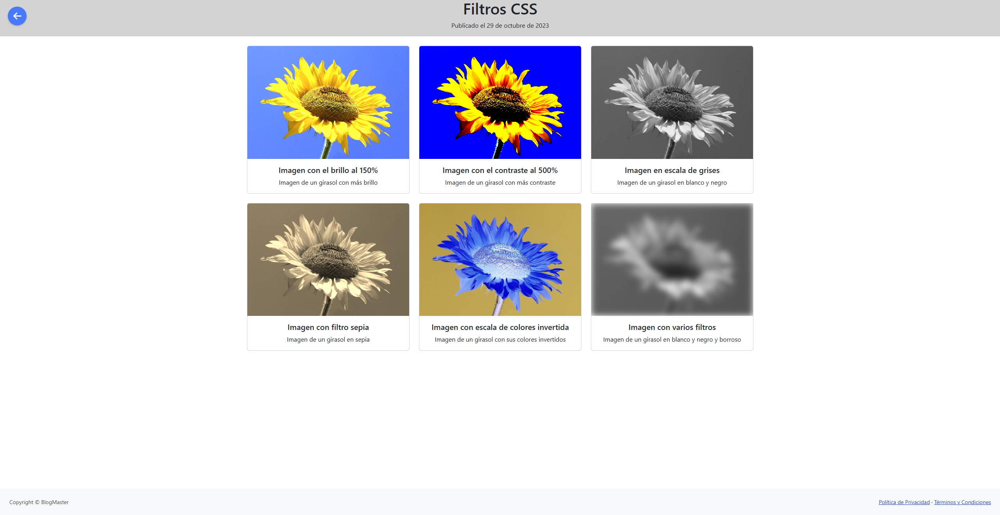 Filtros CSS
Publicado el 29 de octubre de 2023
Imagen con el brillo al 150%
Imagen de un girasol con más brillo
Imagen con el contraste al 500%
Imagen de un girasol con más contraste
Imagen en escala de grises
Imagen de un girasol en blanco y negro
Imagen con filtro sepia
Imagen de un girasol en sepia
Imagen con escala de colores invertida
Imagen de un girasol con sus colores invertidos
Imagen con varios filtros
Imagen de un girasol en blanco y negro y borroso
Copyright © BlogMaster
Política de Privacidad · Términos y Condiciones